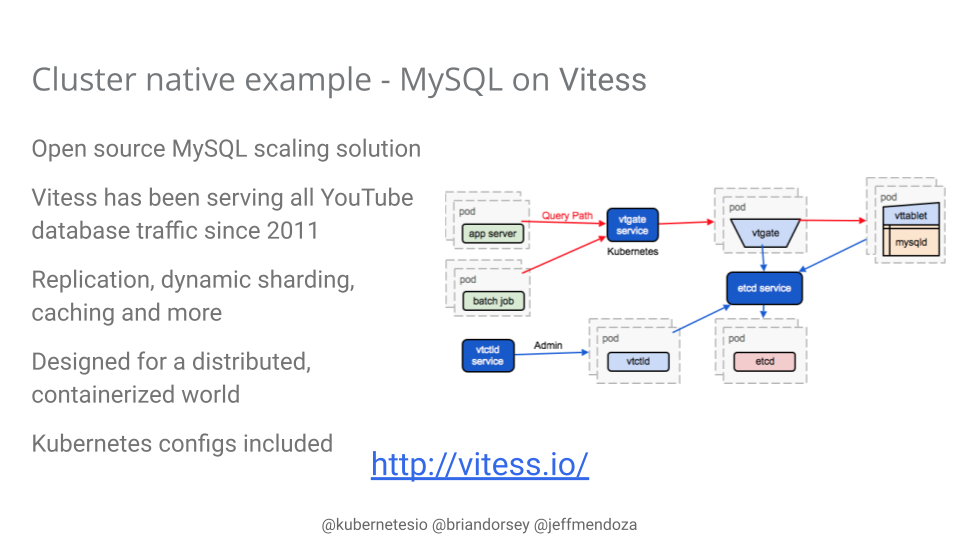 Cluster native example - MySQL on Vitess
Open source MySQL scaling solution
Vitess has been serving all YouTube
database traffic since 2011
Replication, dynamic sharding,
caching and more
Designed for a distributed,
containerized world
Kubernetes configs included
pod
app server
Query Path
vtgate
service
Kubernetes
pod
vtgate
pod
vttablet
mysqld
pod
batch job
etcd service
vtctld
service
Admin
pod
vtctld
pod
etcd
http://vitess.io/
@kubernetesio @briandorsey @jeffmendoza